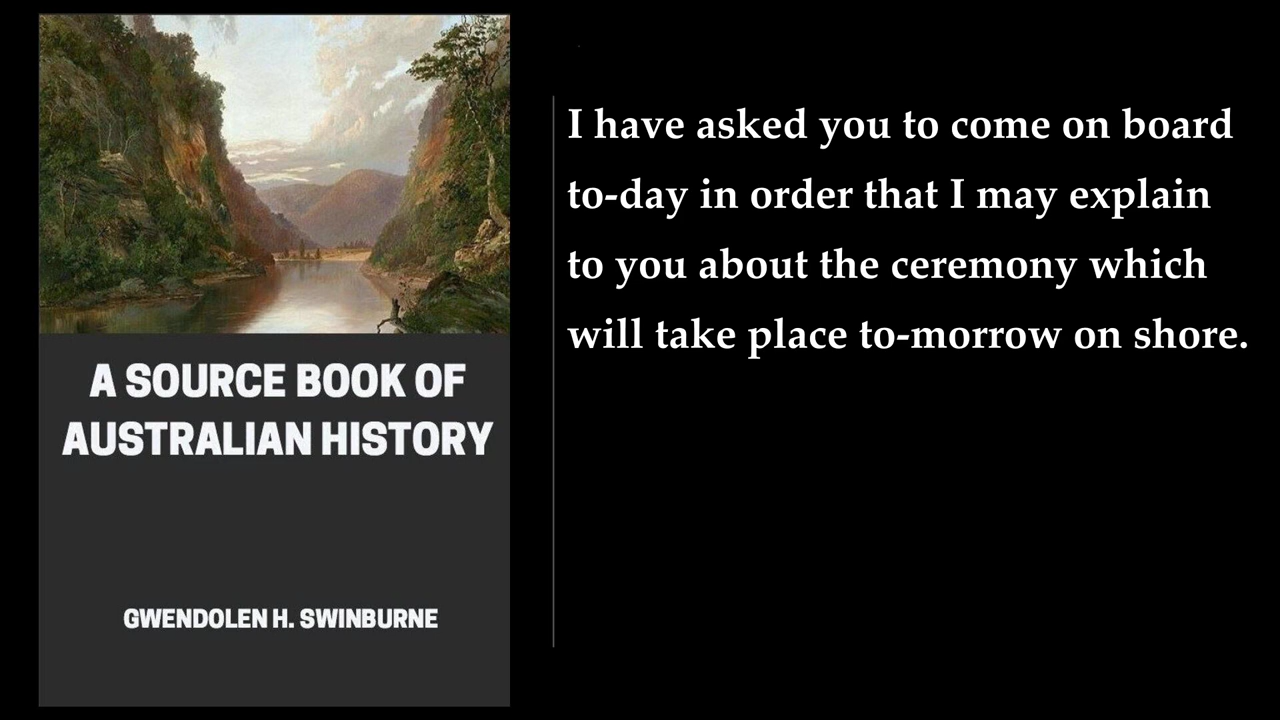 A SOURCE BOOK OF
AUSTRALIAN HISTORY
GWENDOLEN H. SWINBURNE
I have asked you to come on board
to-day in order that I may explain
to you about the ceremony which
will take place to-morrow on shore.